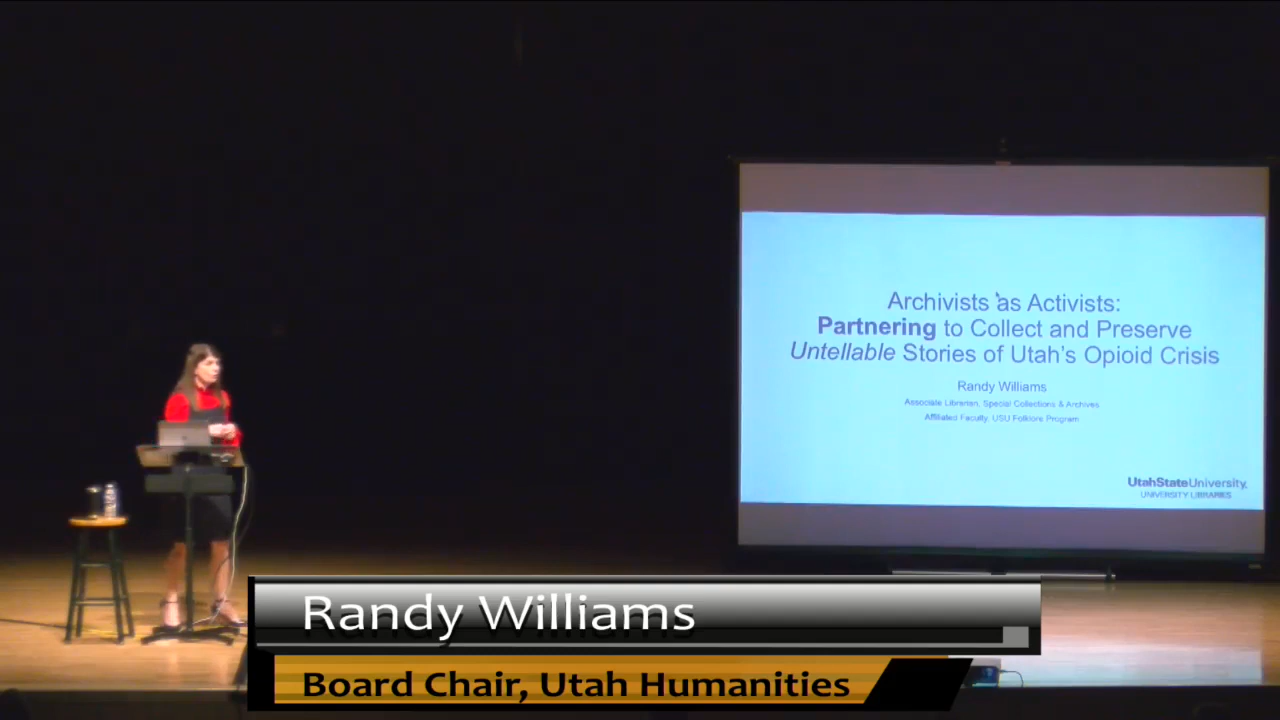 Archivists as Activists:
Partnering to Collect and Preserve
Untellable Stories of Utah's Opioid Crisis
Randy Williams
Associate Librarian, Special Collections & Archives
Affiliated Faculty, USU Folklore Program
UtahStateUniversity.
UNIVERSITY LIBRARIES
Randy Williams
Board Chair, Utah Humanities